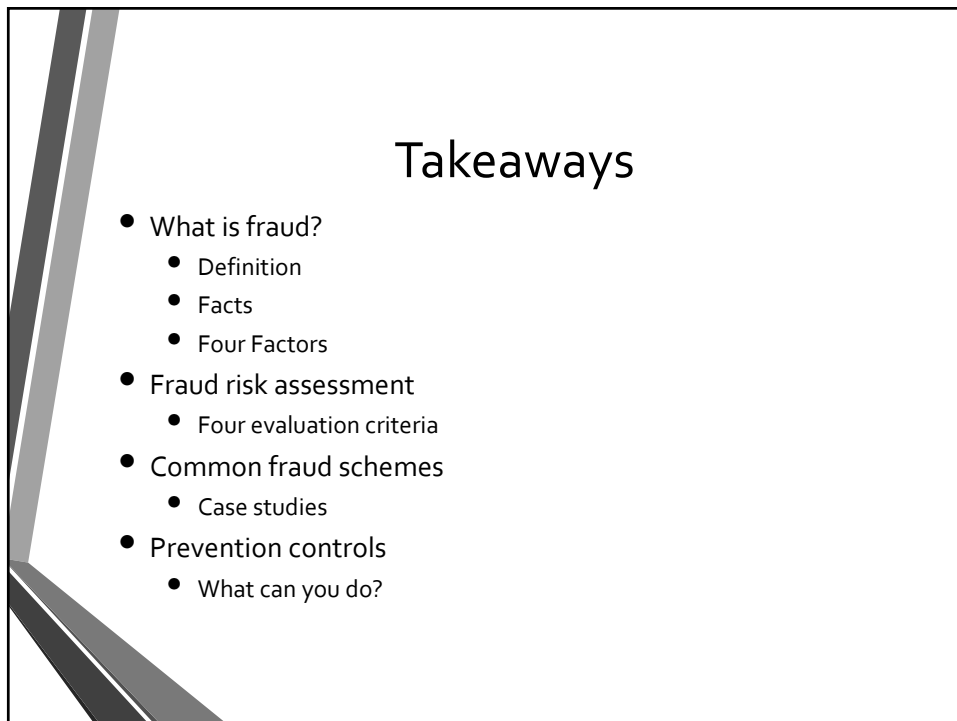 Takeaways
• What is fraud?
• Definition
• Facts
• Four Factors
• Fraud risk assessment
• Four evaluation criteria
• Common fraud schemes
• Case studies
• Prevention controls
• What can you do?